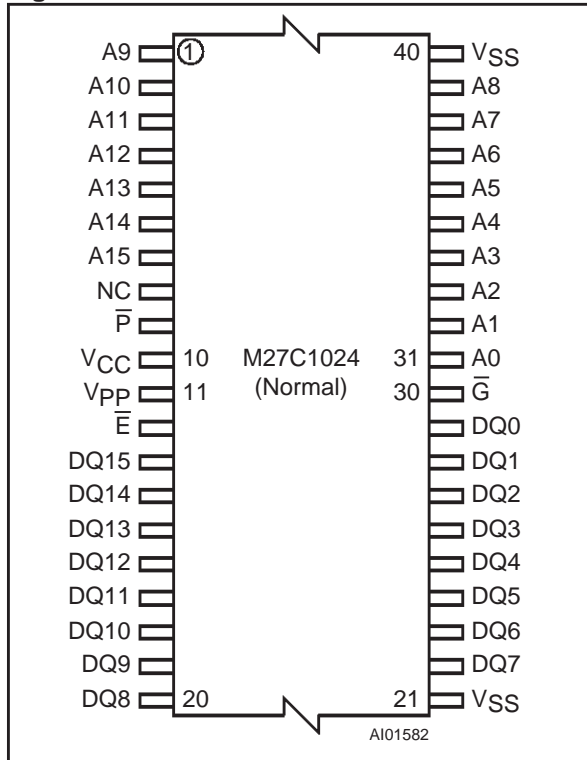 A9 ① 40 VSS
A10 A8
A11 A7
A12 A6
A13 A5
A14 A4
A15 A3
NC A2
P̅ A1
VCC 10 M27C1024 31 A0
VPP 11 (Normal) 30 G̅
E̅ DQ0
DQ15 DQ1
DQ14 DQ2
DQ13 DQ3
DQ12 DQ4
DQ11 DQ5
DQ10 DQ6
DQ9 DQ7
DQ8 20 21 VSS
AI01582